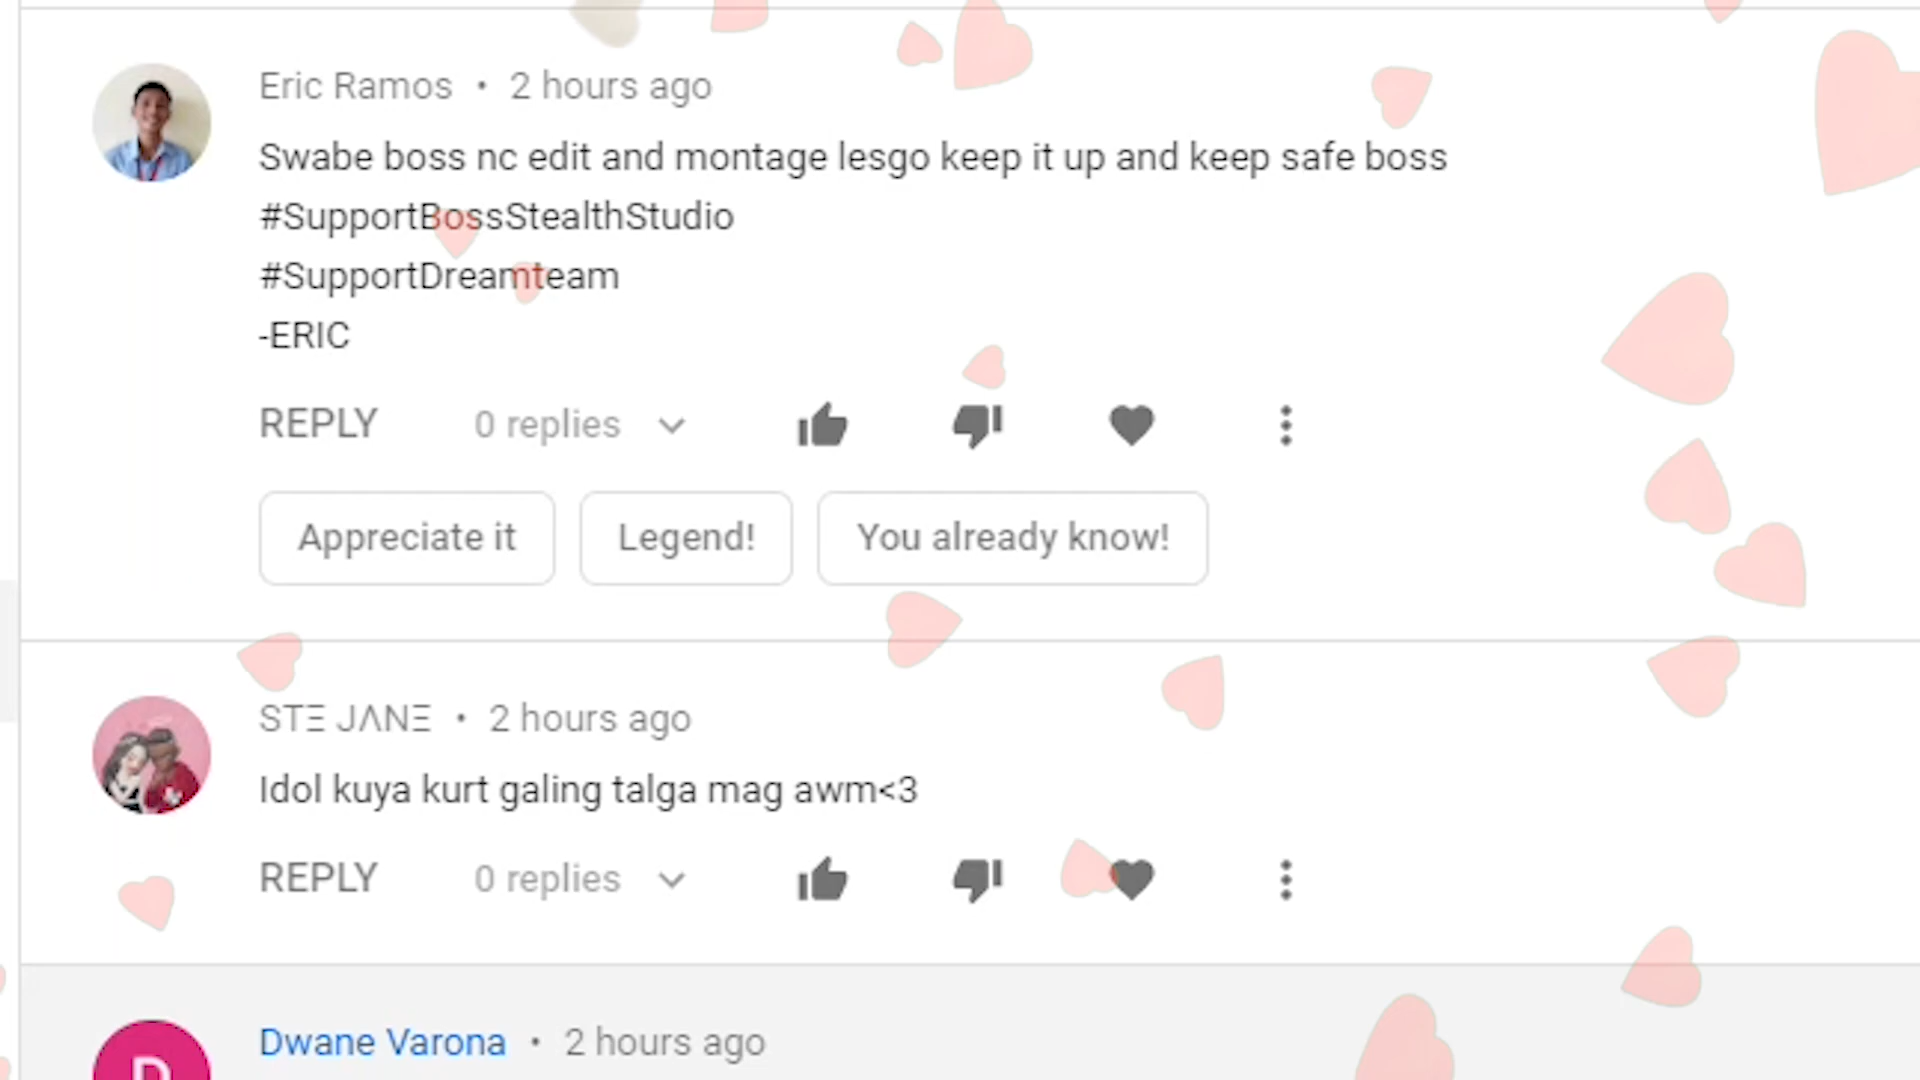 Eric Ramos • 2 hours ago
Swabe boss nc edit and montage lesgo keep it up and keep safe boss
#SupportBossStealthStudio
#SupportDreamteam
-ERIC
REPLY 0 replies
Appreciate it Legend! You already know!
STΞ JΛNΞ • 2 hours ago
Idol kuya kurt galing talga mag awm<3
REPLY 0 replies
D Dwane Varona • 2 hours ago